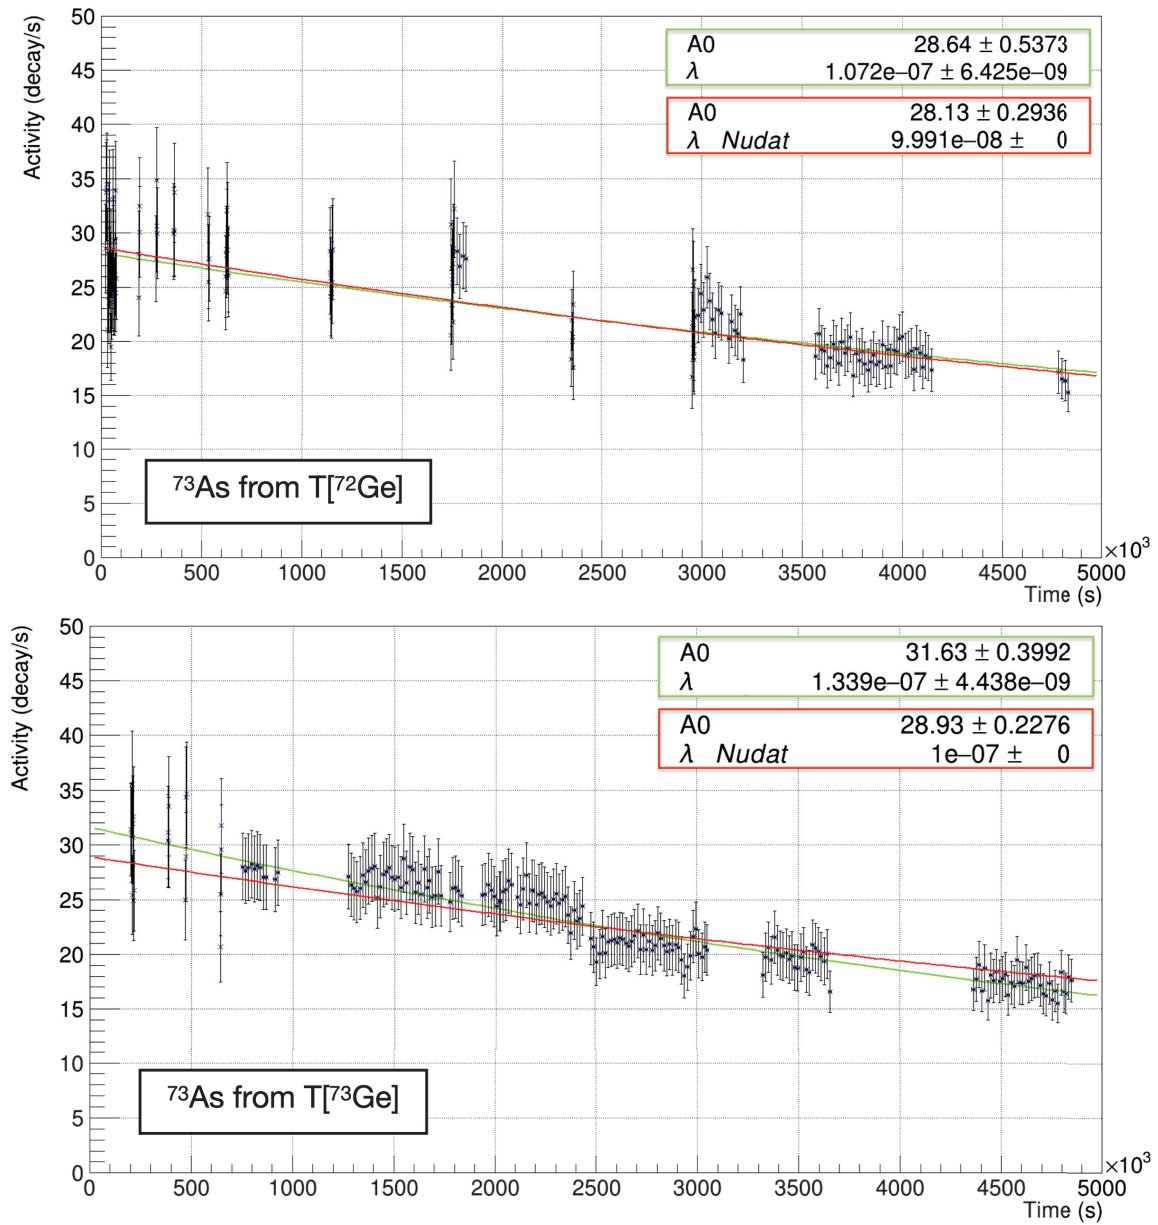 Activity (decay/s)
50
45
40
35
30
25
20
15
10
5
0
A0 28.64 ± 0.5373
λ 1.072e–07 ± 6.425e–09
A0 28.13 ± 0.2936
λ Nudat 9.991e–08 ± 0
⁷³As from T[⁷²Ge]
0 500 1000 1500 2000 2500 3000 3500 4000 4500 5000
×10³
Time (s)
Activity (decay/s)
50
45
40
35
30
25
20
15
10
5
0
A0 31.63 ± 0.3992
λ 1.339e–07 ± 4.438e–09
A0 28.93 ± 0.2276
λ Nudat 1e–07 ± 0
⁷³As from T[⁷³Ge]
0 500 1000 1500 2000 2500 3000 3500 4000 4500 5000
×10³
Time (s)